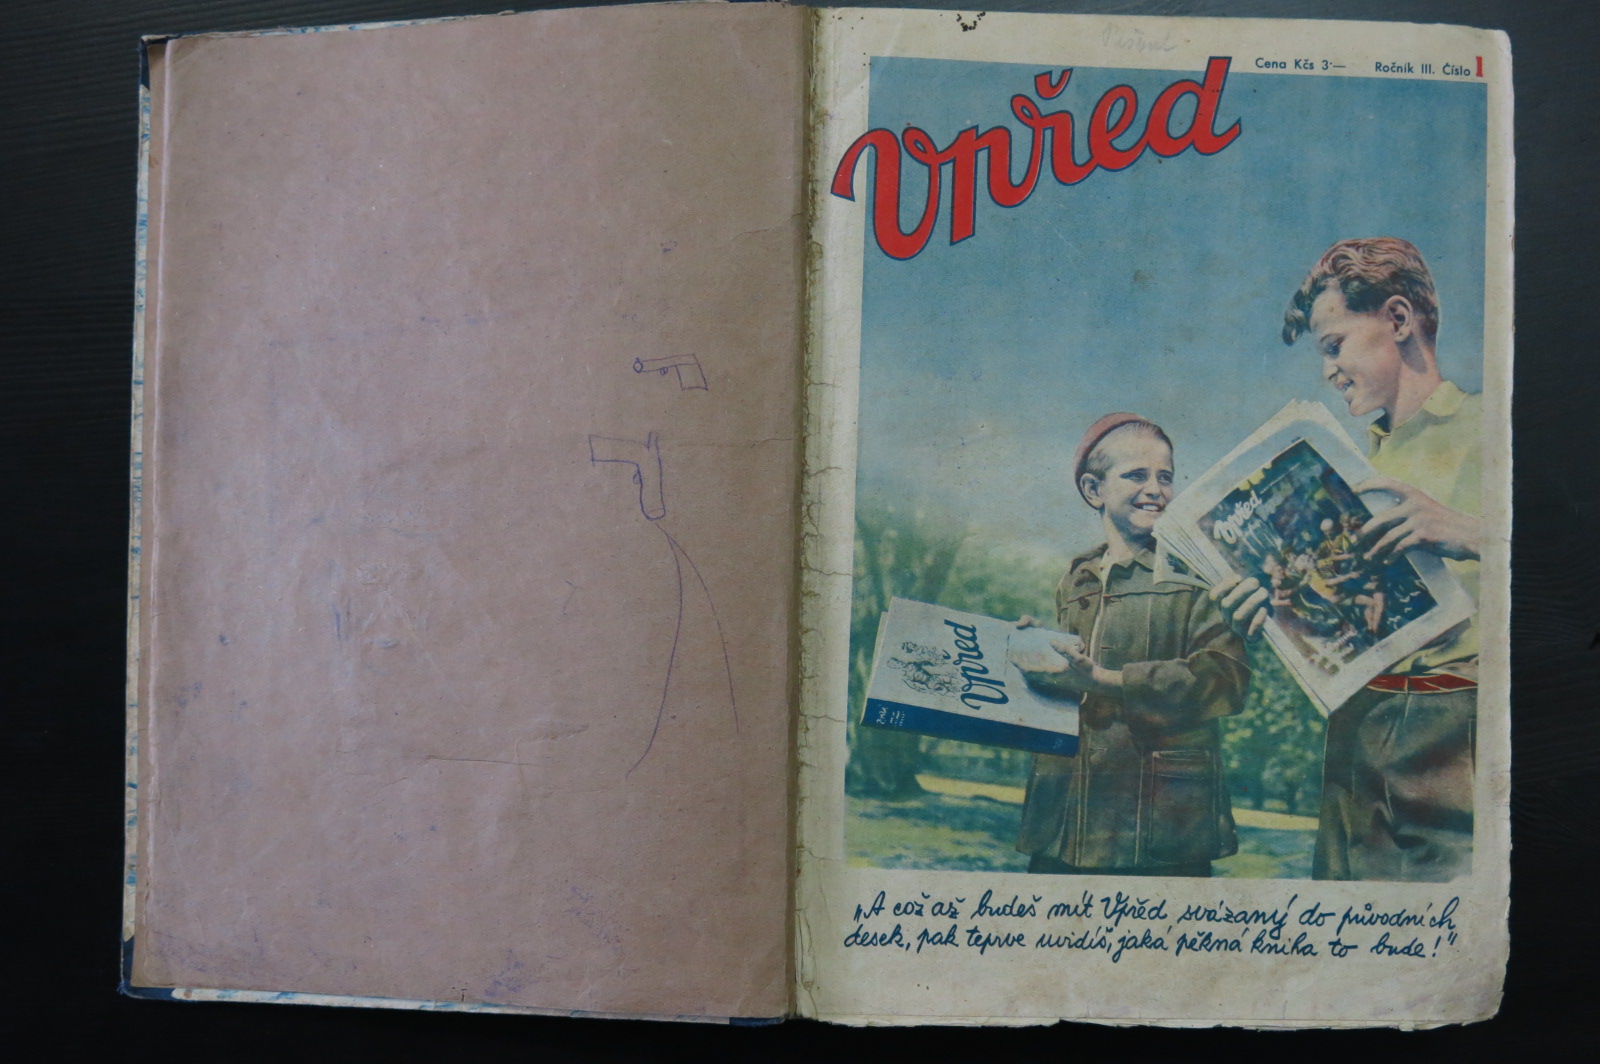 Cena Kčs 3·— Ročník III. Číslo 1
Vpřed
Vpřed
Vpřed
„A což až budeš mít Vpřed svázaný do původních
desek, pak teprve uvidíš, jaká pěkná kniha to bude!"